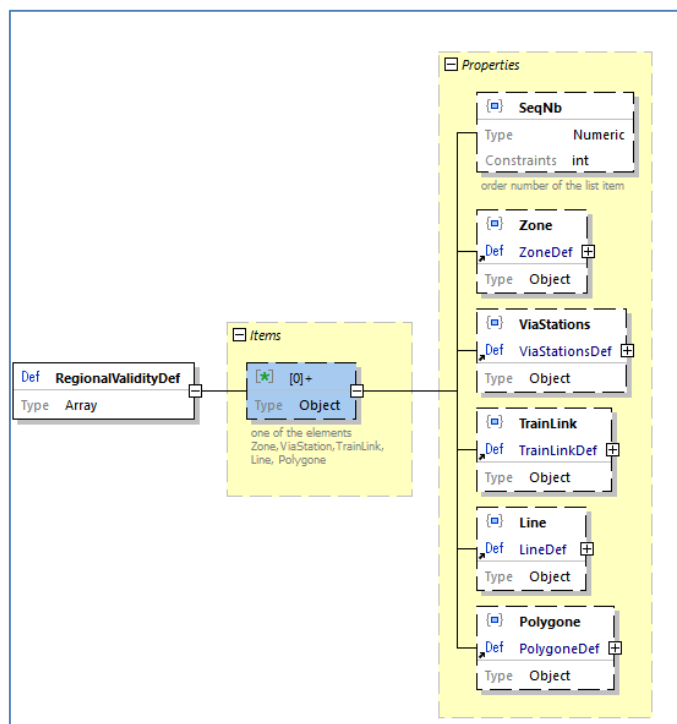 Properties
{} SeqNb
Type Numeric
Constraints int
order number of the list item
{} Zone
Def ZoneDef
Type Object
{} ViaStations
Def ViaStationsDef
Type Object
Items
[*] [0]+
Type Object
one of the elements
Zone,ViaStation,TrainLink,
Line, Polygone
Def RegionalValidityDef
Type Array
{} TrainLink
Def TrainLinkDef
Type Object
{} Line
Def LineDef
Type Object
{} Polygone
Def PolygoneDef
Type Object